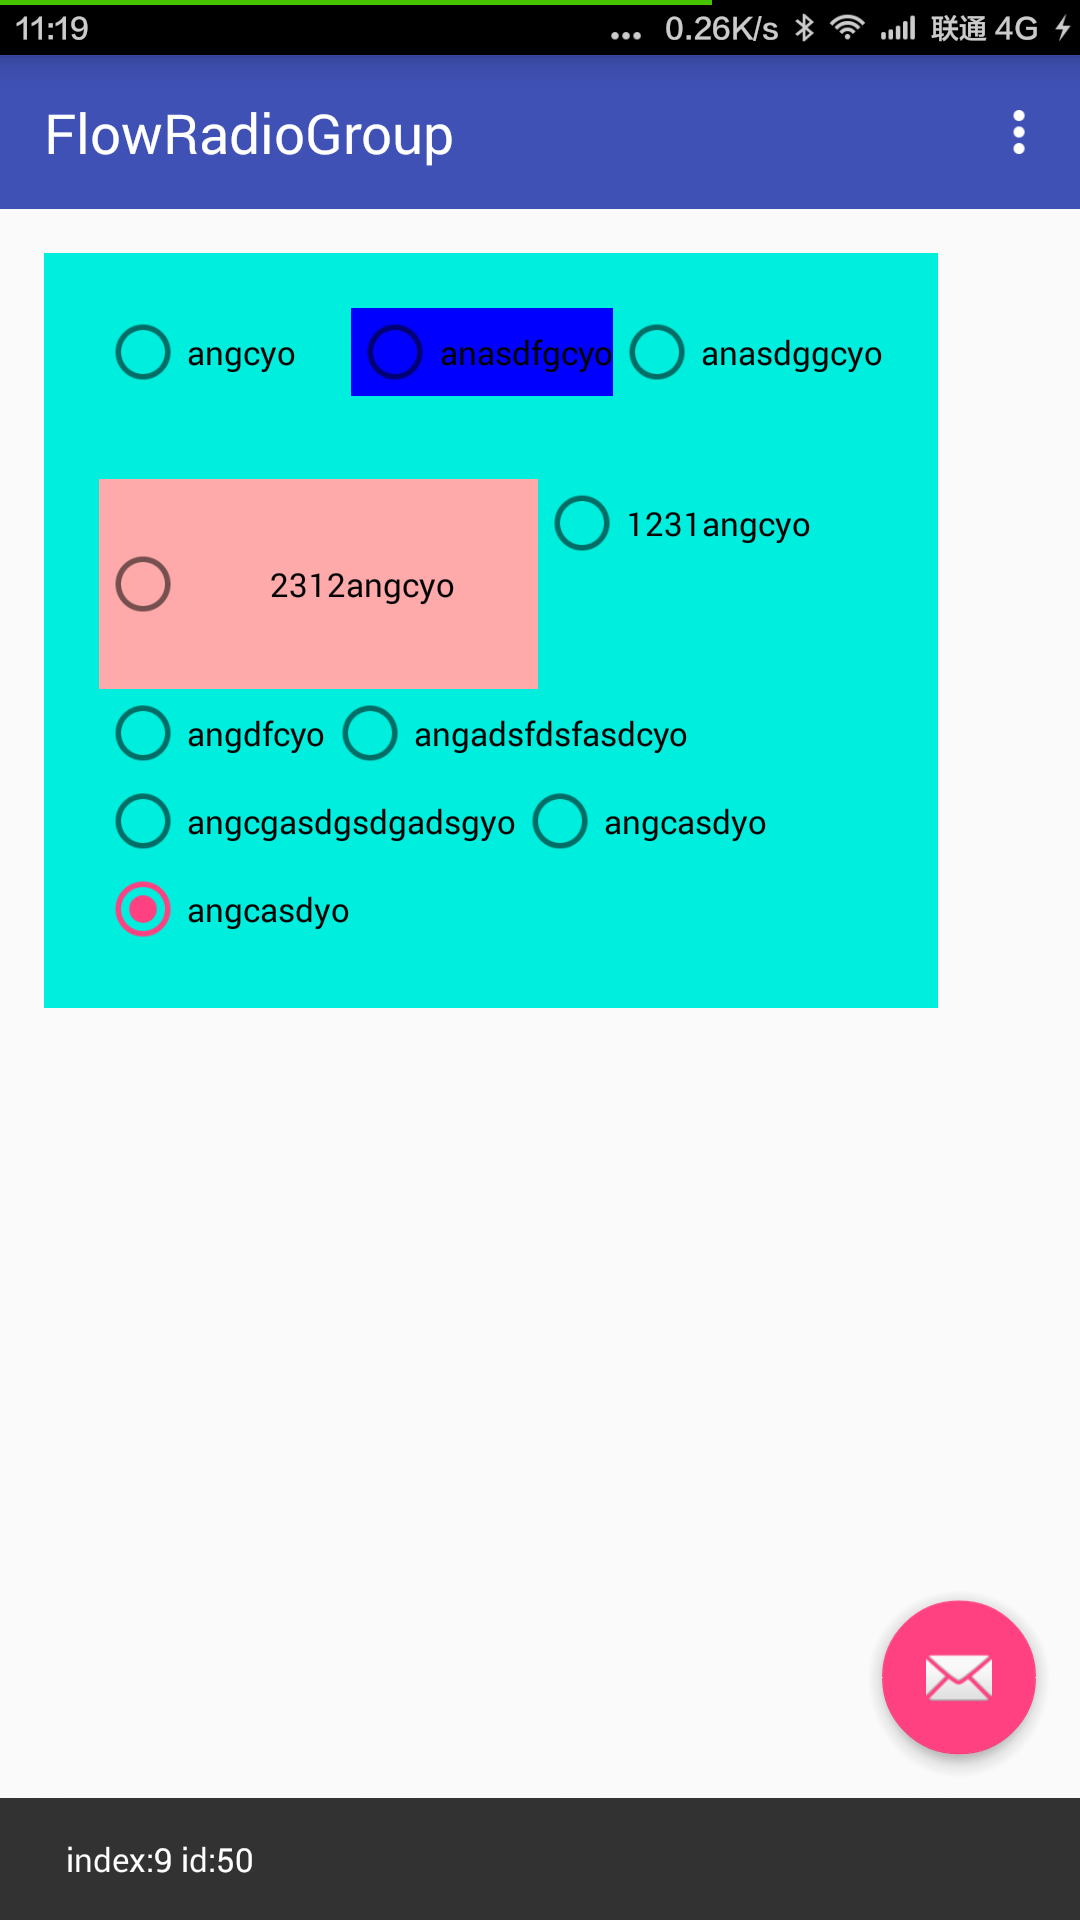 11:19 ... 0.26K/s 联通 4G
FlowRadioGroup
angcyo anasdfgcyo anasdggcyo
1231angcyo
2312angcyo
angdfcyo angadsfdsfasdcyo
angcgasdgsdgadsgyo angcasdyo
angcasdyo
index:9 id:50